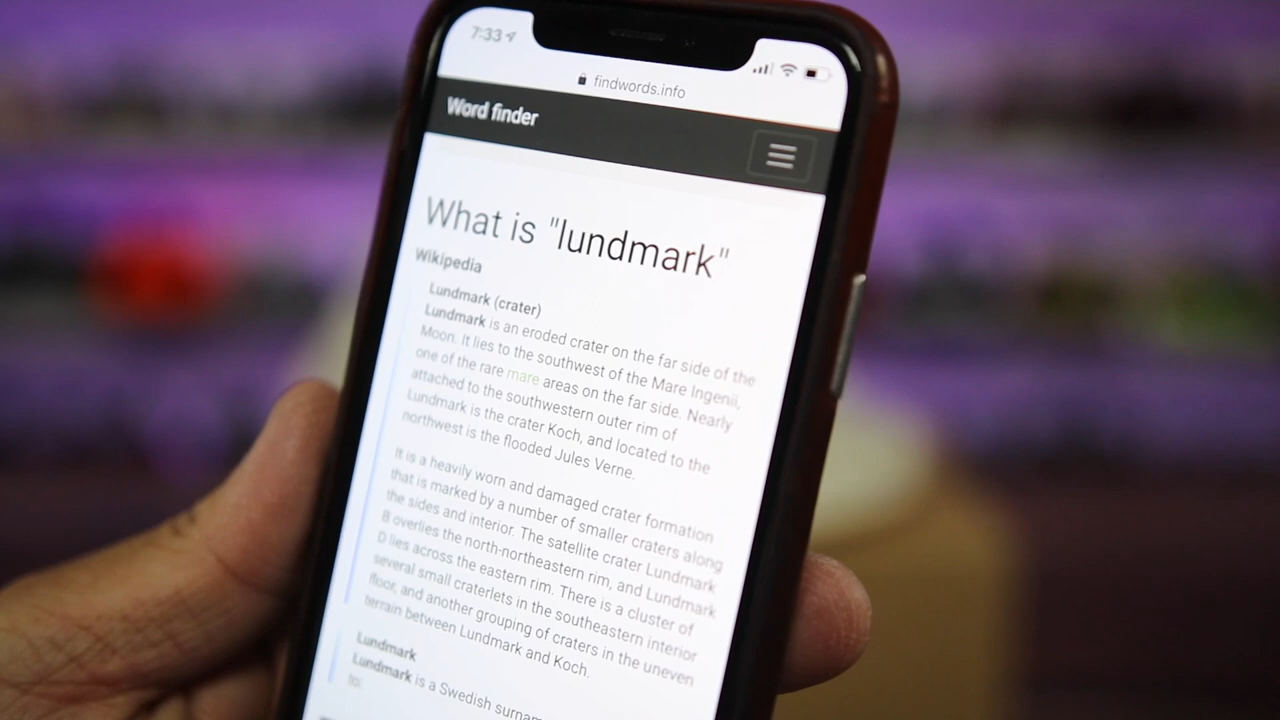 7:33
findwords.info
Word finder
What is "lundmark"
Wikipedia
Lundmark (crater)
Lundmark is an eroded crater on the far side of the
Moon. It lies to the southwest of the Mare Ingenii,
one of the rare mare areas on the far side. Nearly
attached to the southwestern outer rim of
Lundmark is the crater Koch, and located to the
northwest is the flooded Jules Verne.
It is a heavily worn and damaged crater formation
that is marked by a number of smaller craters along
the sides and interior. The satellite crater Lundmark
B overlies the north-northeastern rim, and Lundmark
D lies across the eastern rim. There is a cluster of
several small craterlets in the southeastern interior
floor, and another grouping of craters in the uneven
terrain between Lundmark and Koch.
Lundmark
Lundmark is a Swedish surnam
to: